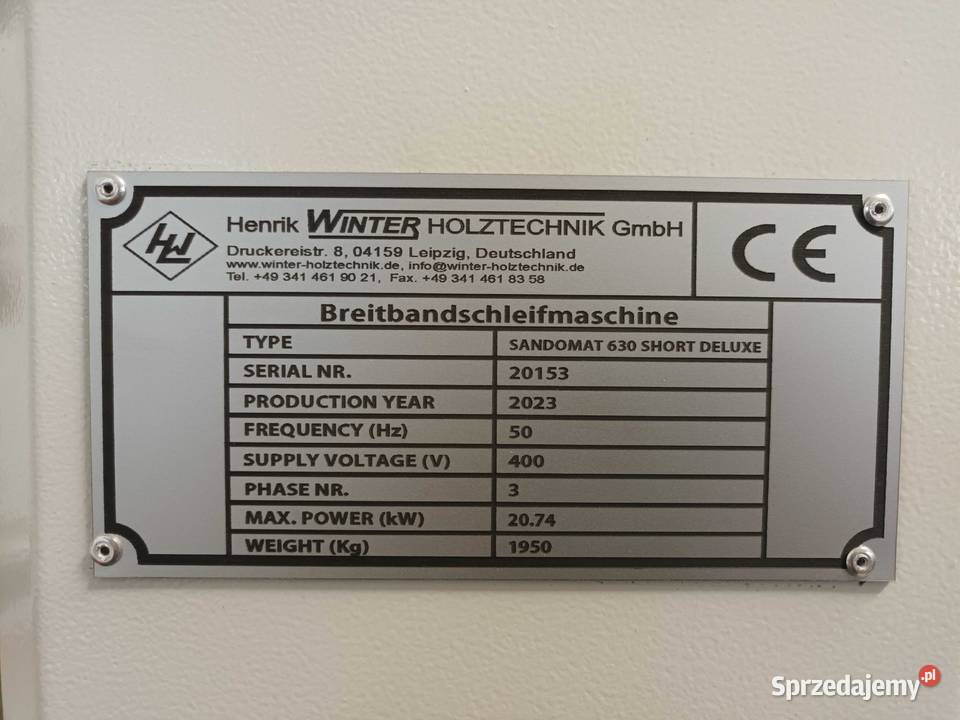 HW
Henrik WINTER HOLZTECHNIK GmbH
Druckereistr. 8, 04159 Leipzig, Deutschland
www.winter-holztechnik.de, info@winter-holztechnik.de
Tel. +49 341 461 90 21, Fax. +49 341 461 83 58
CE
Breitbandschleifmaschine
TYPE SANDOMAT 630 SHORT DELUXE
SERIAL NR. 20153
PRODUCTION YEAR 2023
FREQUENCY (Hz) 50
SUPPLY VOLTAGE (V) 400
PHASE NR. 3
MAX. POWER (kW) 20.74
WEIGHT (Kg) 1950
Sprzedajemy.pl